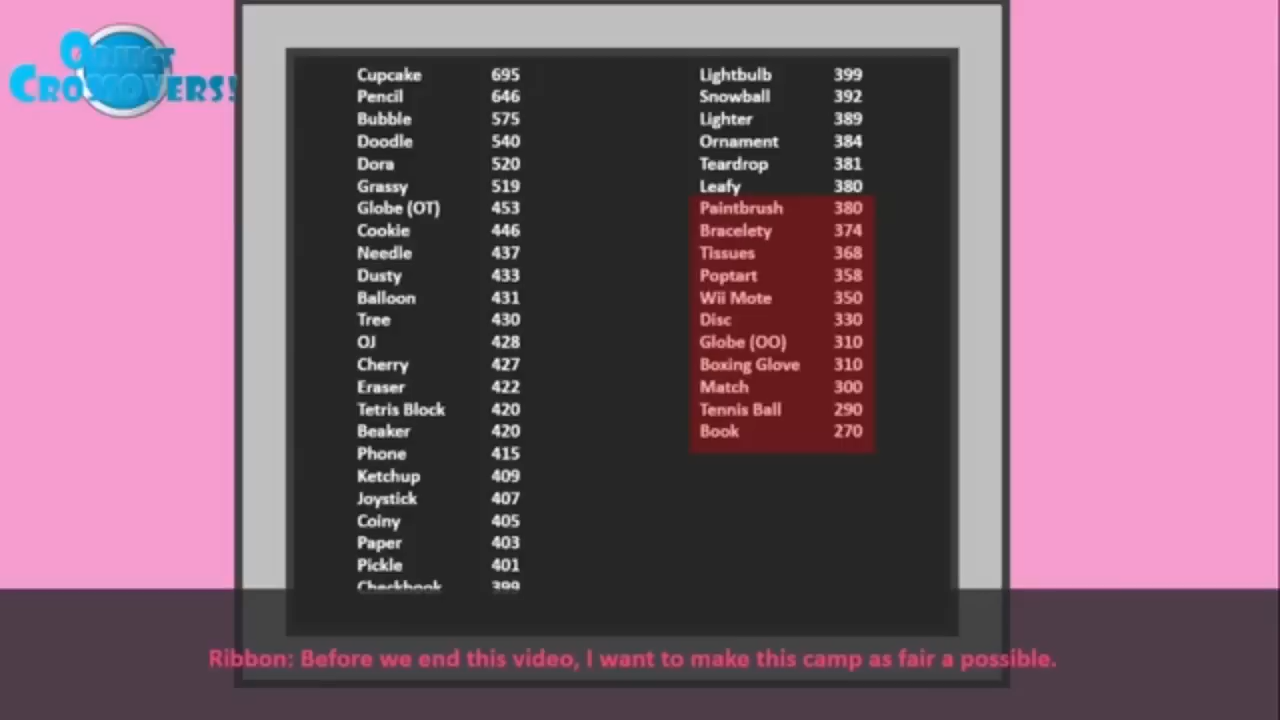 OBJECT
CROSSOVERS!
Cupcake 695
Pencil 646
Bubble 575
Doodle 540
Dora 520
Grassy 519
Globe (OT) 453
Cookie 446
Needle 437
Dusty 433
Balloon 431
Tree 430
OJ 428
Cherry 427
Eraser 422
Tetris Block 420
Beaker 420
Phone 415
Ketchup 409
Joystick 407
Coiny 405
Paper 403
Pickle 401
Checkbook 399
Lightbulb 399
Snowball 392
Lighter 389
Ornament 384
Teardrop 381
Leafy 380
Paintbrush 380
Bracelety 374
Tissues 368
Poptart 358
Wii Mote 350
Disc 330
Globe (OO) 310
Boxing Glove 310
Match 300
Tennis Ball 290
Book 270
Ribbon: Before we end this video, I want to make this camp as fair a possible.